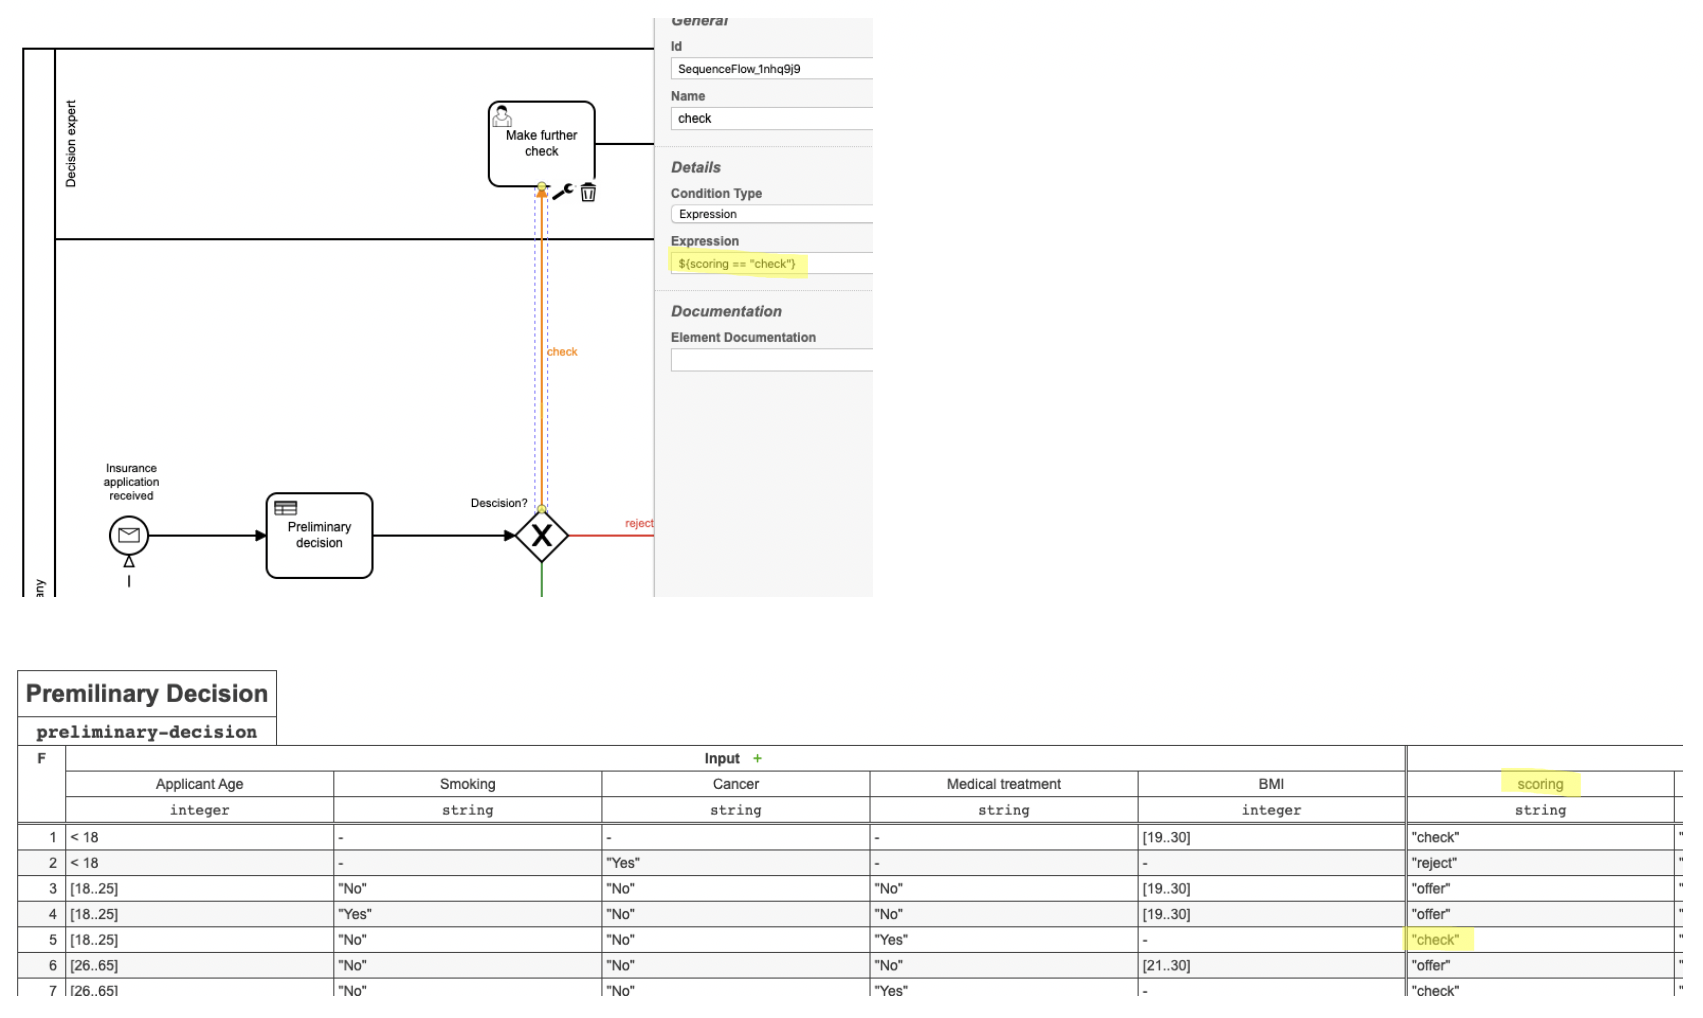 General
Id
SequenceFlow_1nhq9j9
Name
check
Details
Condition Type
Expression
Expression
${scoring == "check"}
Documentation
Element Documentation
Decision expert
Make further
check
check
Insurance
application
received
Preliminary
decision
Descision?
X
reject
any
Premilinary Decision
preliminary-decision
F Input +
Applicant Age Smoking Cancer Medical treatment BMI scoring
integer string string string integer string
1 < 18 - - - [19..30] "check" "
2 < 18 - "Yes" - - "reject" "
3 [18..25] "No" "No" "No" [19..30] "offer" "
4 [18..25] "Yes" "No" "No" [19..30] "offer" "
5 [18..25] "No" "No" "Yes" - "check" "
6 [26..65] "No" "No" "No" [21..30] "offer" "
7 [26..65] "No" "No" "Yes" - "check" "